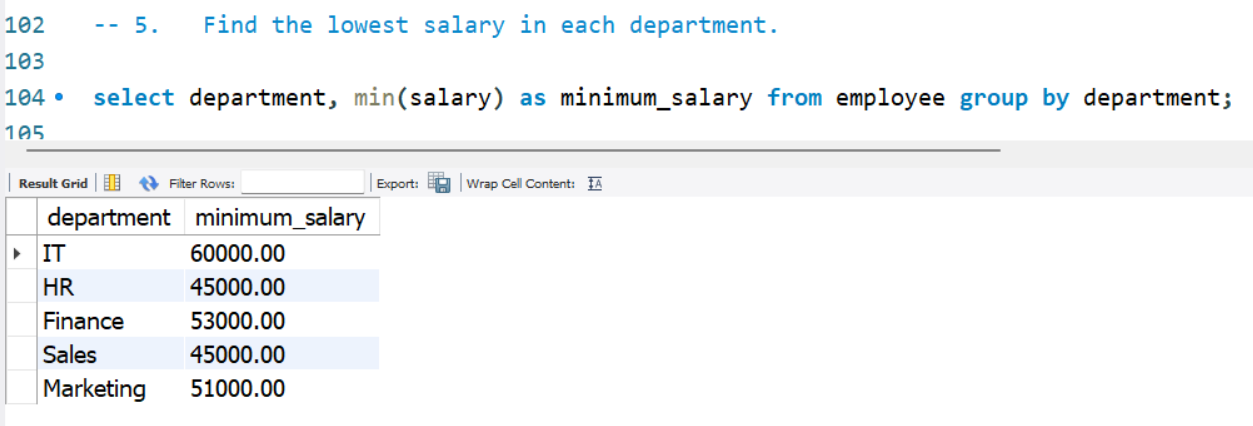 102 -- 5. Find the lowest salary in each department.
103
104 select department, min(salary) as minimum_salary from employee group by department;
105
Result Grid Filter Rows: Export: Wrap Cell Content: IA
department minimum_salary
IT 60000.00
HR 45000.00
Finance 53000.00
Sales 45000.00
Marketing 51000.00